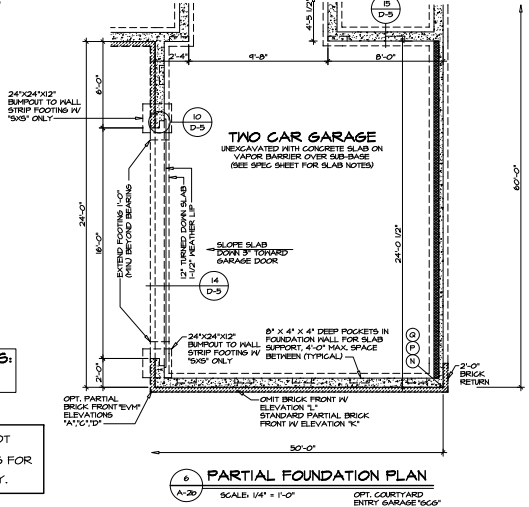 15
D-5
4'-5 1/2"
2'-4"
9'-8"
8'-0"
6'-0"
24"X24"X12"
BUMPOUT TO WALL
STRIP FOOTING W/
"SXS" ONLY
10
D-5
TWO CAR GARAGE
UNEXCAVATED WITH CONCRETE SLAB ON
VAPOR BARRIER OVER SUB-BASE
(SEE SPEC SHEET FOR SLAB NOTES)
60'-0"
24'-0"
16'-0"
EXTEND FOOTING 1'-0"
(MIN) BEYOND BEARING
12" TURNED DOWN SLAB
1-1/2" WEATHER LIP
24'-0 1/2"
SLOPE SLAB
DOWN 3" TOWARD
GARAGE DOOR
14
D-5
24"X24"X12"
BUMPOUT TO WALL
STRIP FOOTING W/
"SXS" ONLY
8" X 4" X 4" DEEP POCKETS IN
FOUNDATION WALL FOR SLAB
SUPPORT, 4'-0" MAX. SPACE
BETWEEN (TYPICAL)
Q
P
N
S:
2'-0"
2'-0"
BRICK
RETURN
OPT. PARTIAL
BRICK FRONT "EVH"
ELEVATIONS
"A","C","D"
OMIT BRICK FRONT W/
ELEVATION "L"
STANDARD PARTIAL BRICK
FRONT W/ ELEVATION "K"
OT
S FOR
Y.
50'-0"
6
A-2b
PARTIAL FOUNDATION PLAN
SCALE: 1/4" = 1'-0"
OPT. COURTYARD
ENTRY GARAGE "GCG"